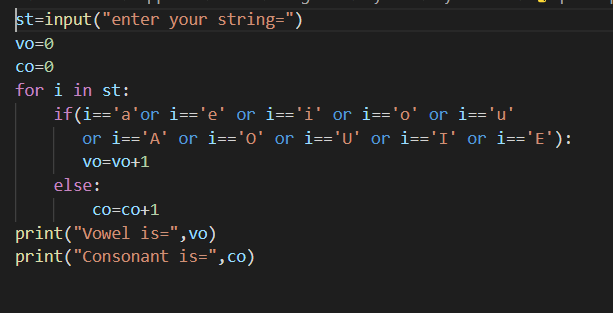 st=input("enter your string=")
vo=0
co=0
for i in st:
    if(i=='a'or i=='e' or i=='i' or i=='o' or i=='u'
       or i=='A' or i=='O' or i=='U' or i=='I' or i=='E'):
       vo=vo+1
    else:
        co=co+1
print("Vowel is=",vo)
print("Consonant is=",co)